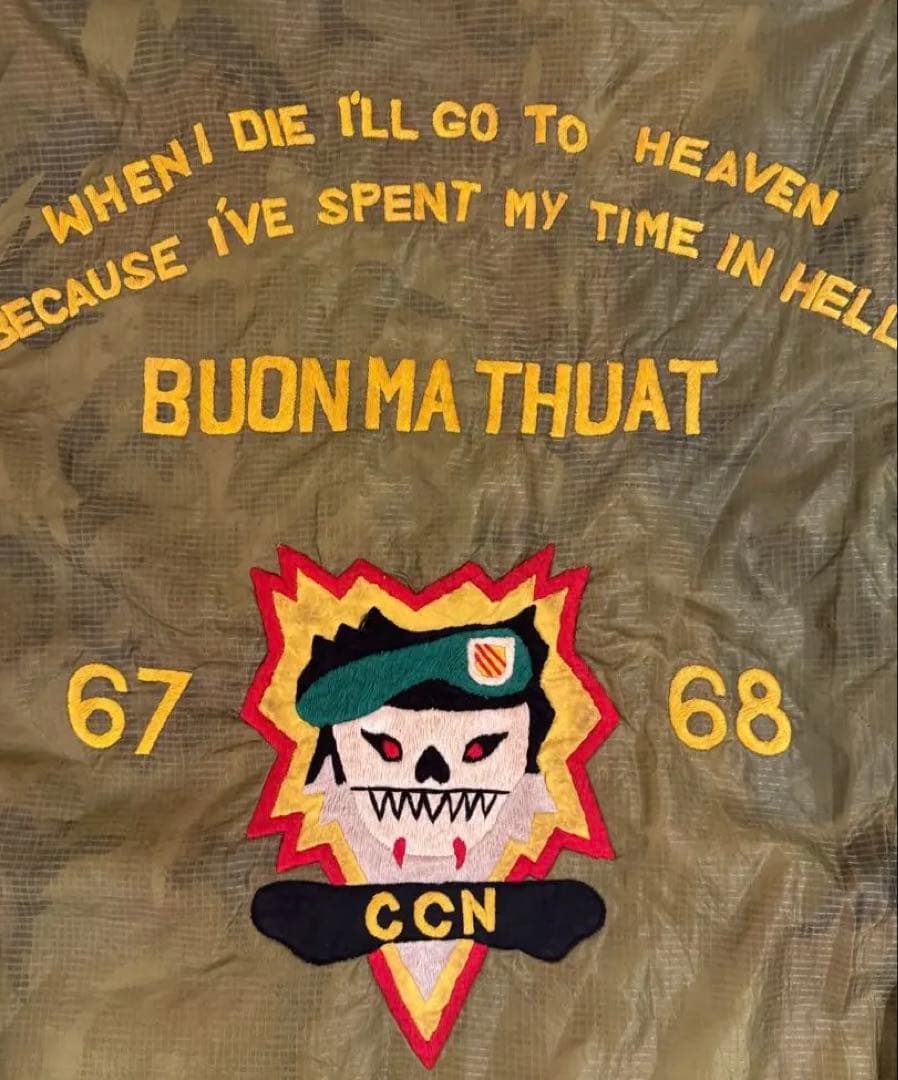 WHEN I DIE I'LL GO TO HEAVEN
BECAUSE I'VE SPENT MY TIME IN HELL
BUON MA THUAT
67 68
CCN